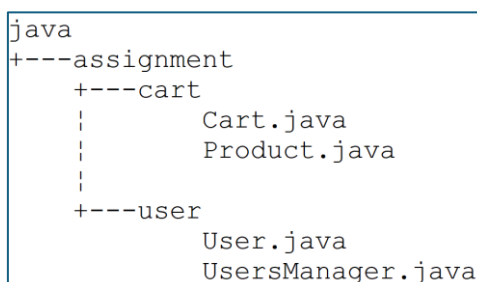 java
+---assignment
    +---cart
    ¦       Cart.java
    ¦       Product.java
    ¦
    +---user
            User.java
            UsersManager.java